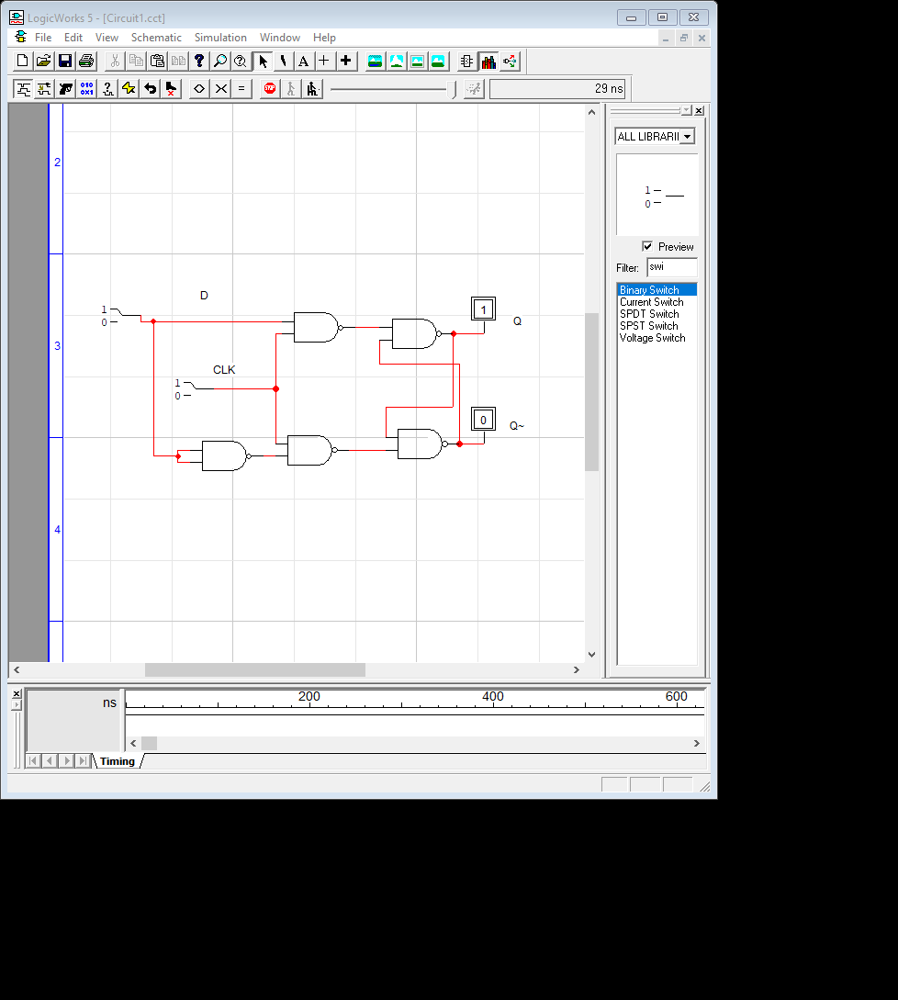 LogicWorks 5 - [Circuit1.cct]
File Edit View Schematic Simulation Window Help
29 ns
ALL LIBRARII
1
0
Preview
Filter: swi
Binary Switch
Current Switch
SPDT Switch
SPST Switch
Voltage Switch
2
3
4
D
1
0
CLK
1
0
1
Q
0
Q~
ns
200 400 600
Timing